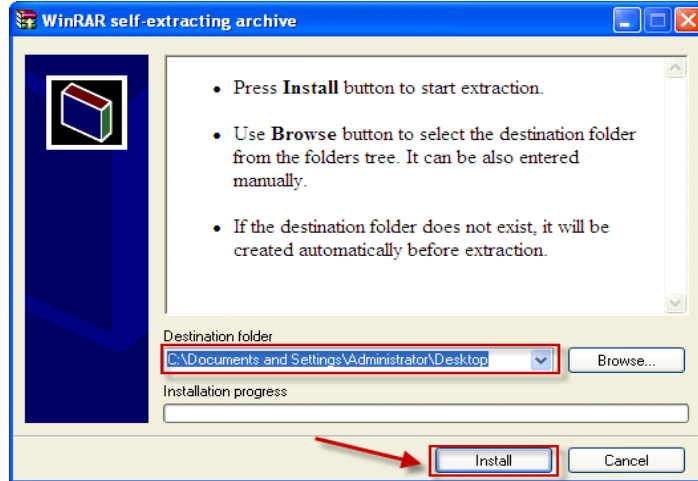 WinRAR self-extracting archive
• Press Install button to start extraction.
• Use Browse button to select the destination folder
from the folders tree. It can be also entered
manually.
• If the destination folder does not exist, it will be
created automatically before extraction.
Destination folder
C:\Documents and Settings\Administrator\Desktop
Browse...
Installation progress
Install
Cancel